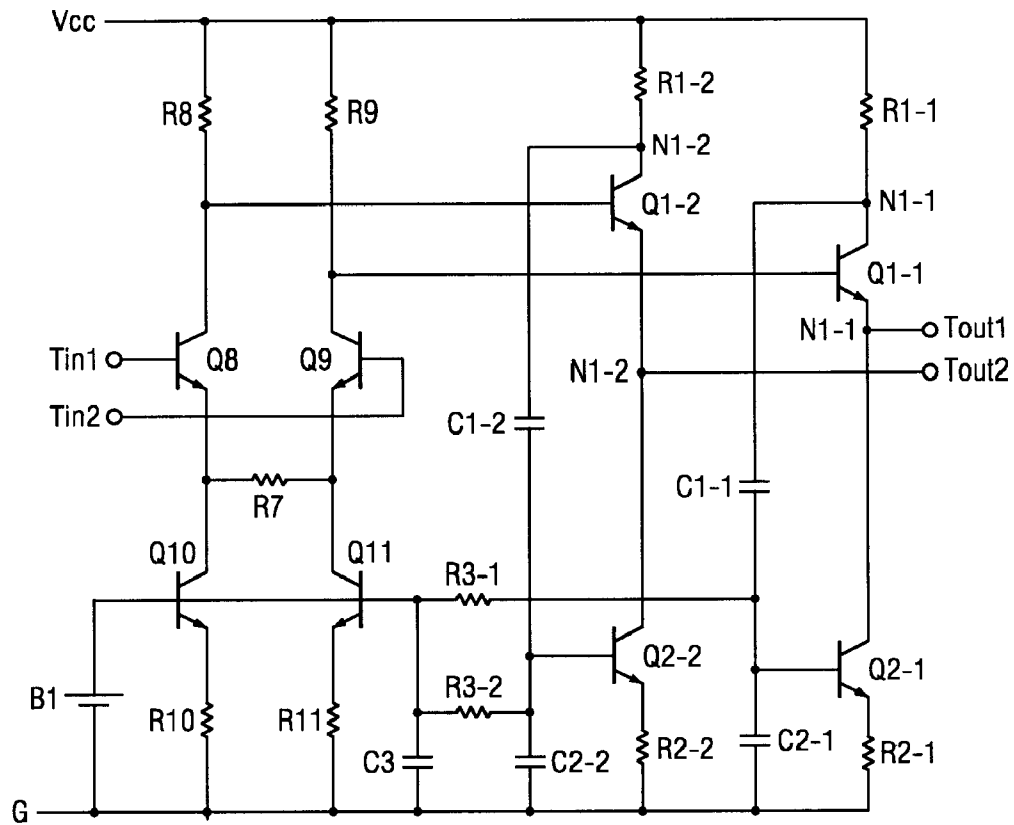 Vcc
R1-2
R8
R9
R1-1
N1-2
Q1-2
N1-1
Q1-1
N1-1
Tout1
Tin1
Q8
Q9
N1-2
Tout2
Tin2
C1-2
C1-1
R7
Q10
Q11
R3-1
Q2-2
Q2-1
R3-2
B1
R10
R11
C3
C2-2
R2-2
C2-1
R2-1
G